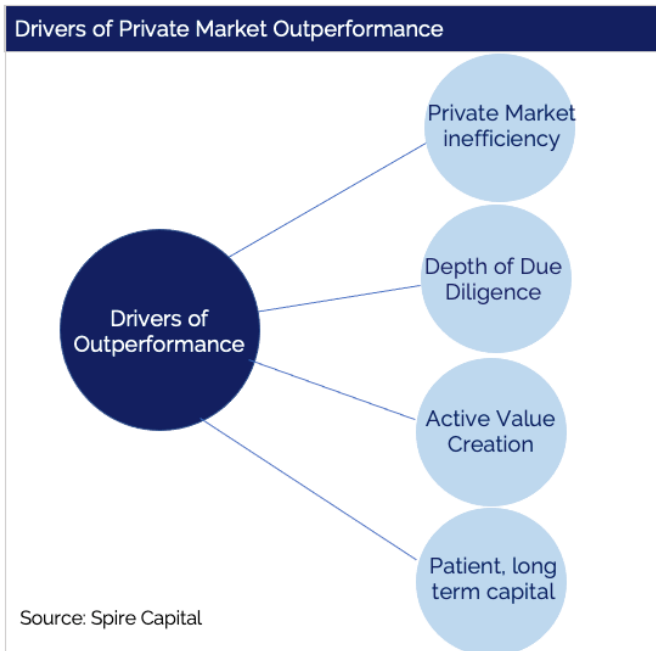 Drivers of Private Market Outperformance
Private Market
inefficiency
Depth of Due
Diligence
Drivers of
Outperformance
Active Value
Creation
Patient, long
term capital
Source: Spire Capital